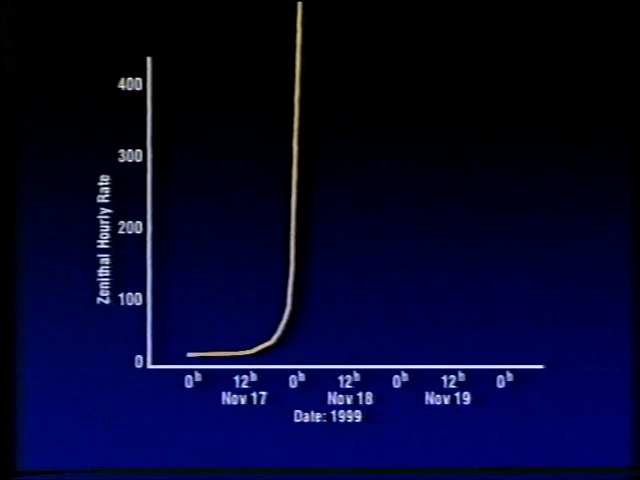 400
300
Zenithal Hourly Rate
200
100
0
0h 12h 0h 12h 0h 12h 0h
Nov 17 Nov 18 Nov 19
Date: 1999